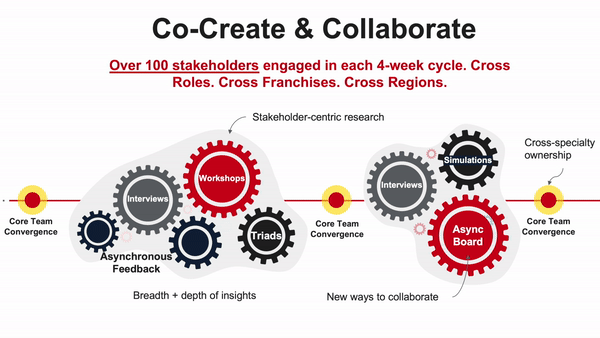 Co-Create & Collaborate
Over 100 stakeholders engaged in each 4-week cycle. Cross
Roles. Cross Franchises. Cross Regions.
Stakeholder-centric research
Cross-specialty
ownership
Workshops
Interviews
Triads
Asynchronous
Feedback
Interviews
Simulations
Async
Board
Core Team
Convergence
Core Team
Convergence
Core Team
Convergence
Breadth + depth of insights
New ways to collaborate